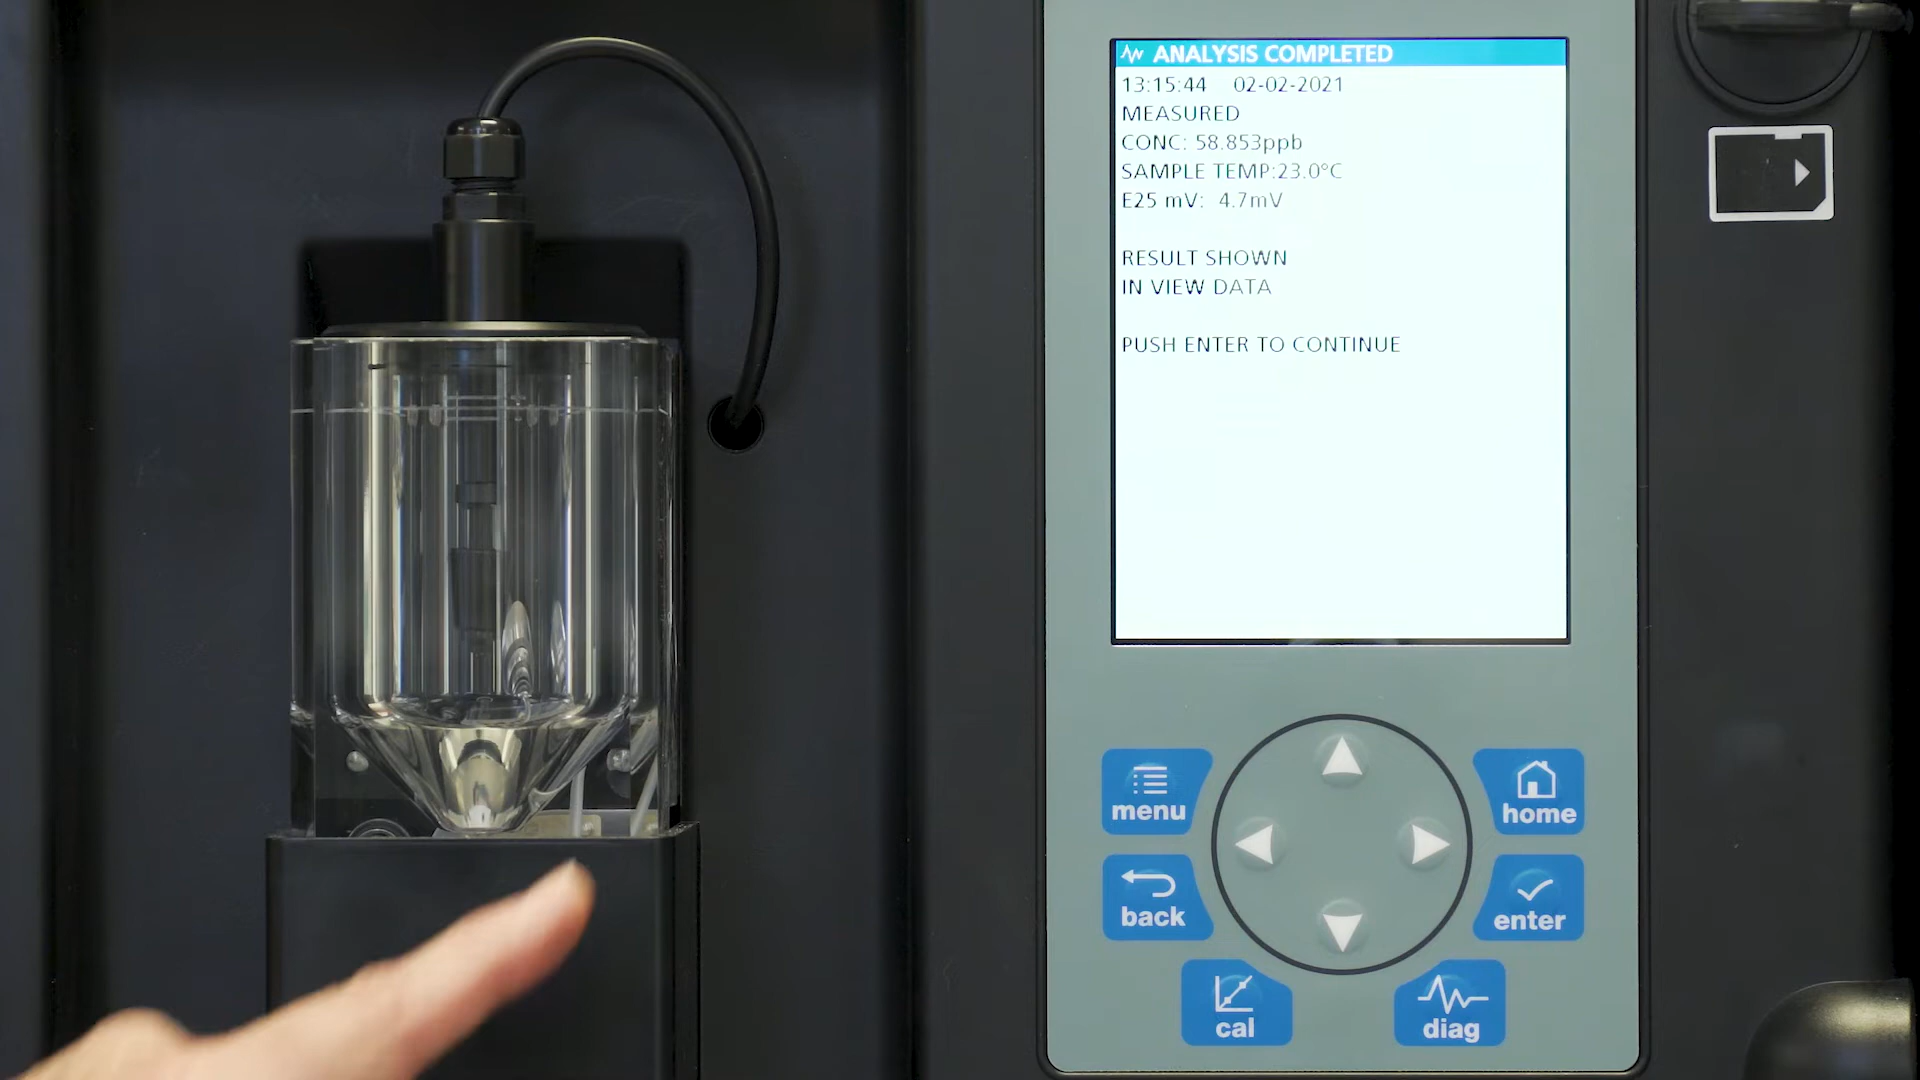 ANALYSIS COMPLETED
13:15:44 02-02-2021
MEASURED
CONC: 58.853ppb
SAMPLE TEMP:23.0°C
E25 mV: 4.7mV
RESULT SHOWN
IN VIEW DATA
PUSH ENTER TO CONTINUE
menu
home
back
enter
cal
diag